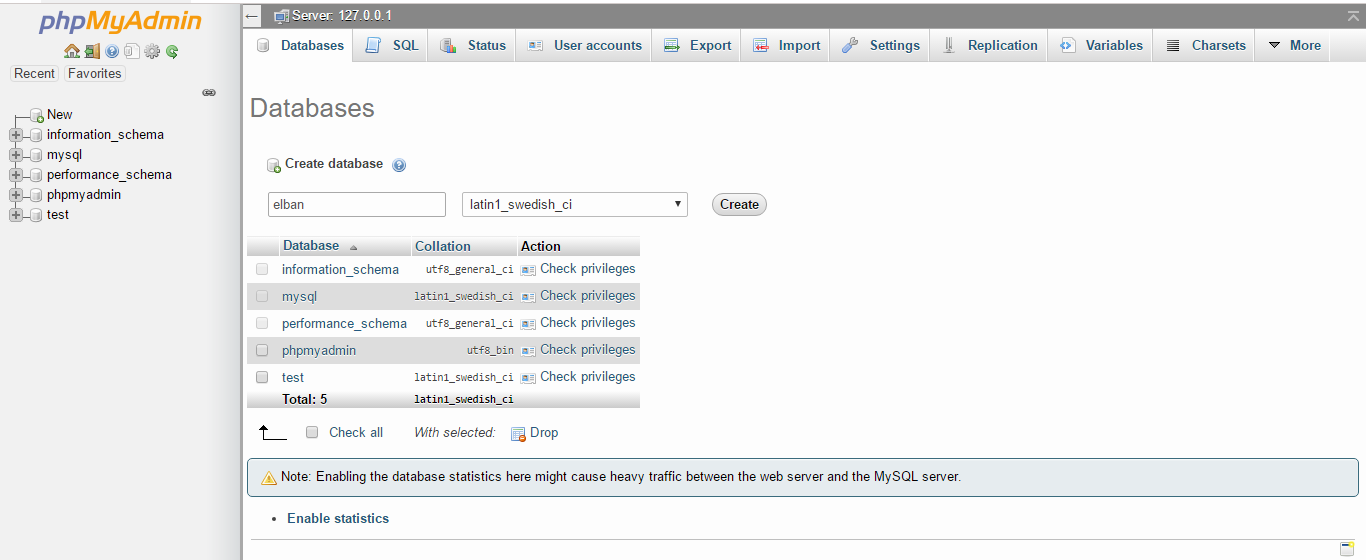 phpMyAdmin
Recent Favorites
New
information_schema
mysql
performance_schema
phpmyadmin
test
Server: 127.0.0.1
Databases SQL Status User accounts Export Import Settings Replication Variables Charsets More
Databases
Create database
elban latin1_swedish_ci Create
Database Collation Action
information_schema utf8_general_ci Check privileges
mysql latin1_swedish_ci Check privileges
performance_schema utf8_general_ci Check privileges
phpmyadmin utf8_bin Check privileges
test latin1_swedish_ci Check privileges
Total: 5 latin1_swedish_ci
Check all With selected: Drop
Note: Enabling the database statistics here might cause heavy traffic between the web server and the MySQL server.
Enable statistics